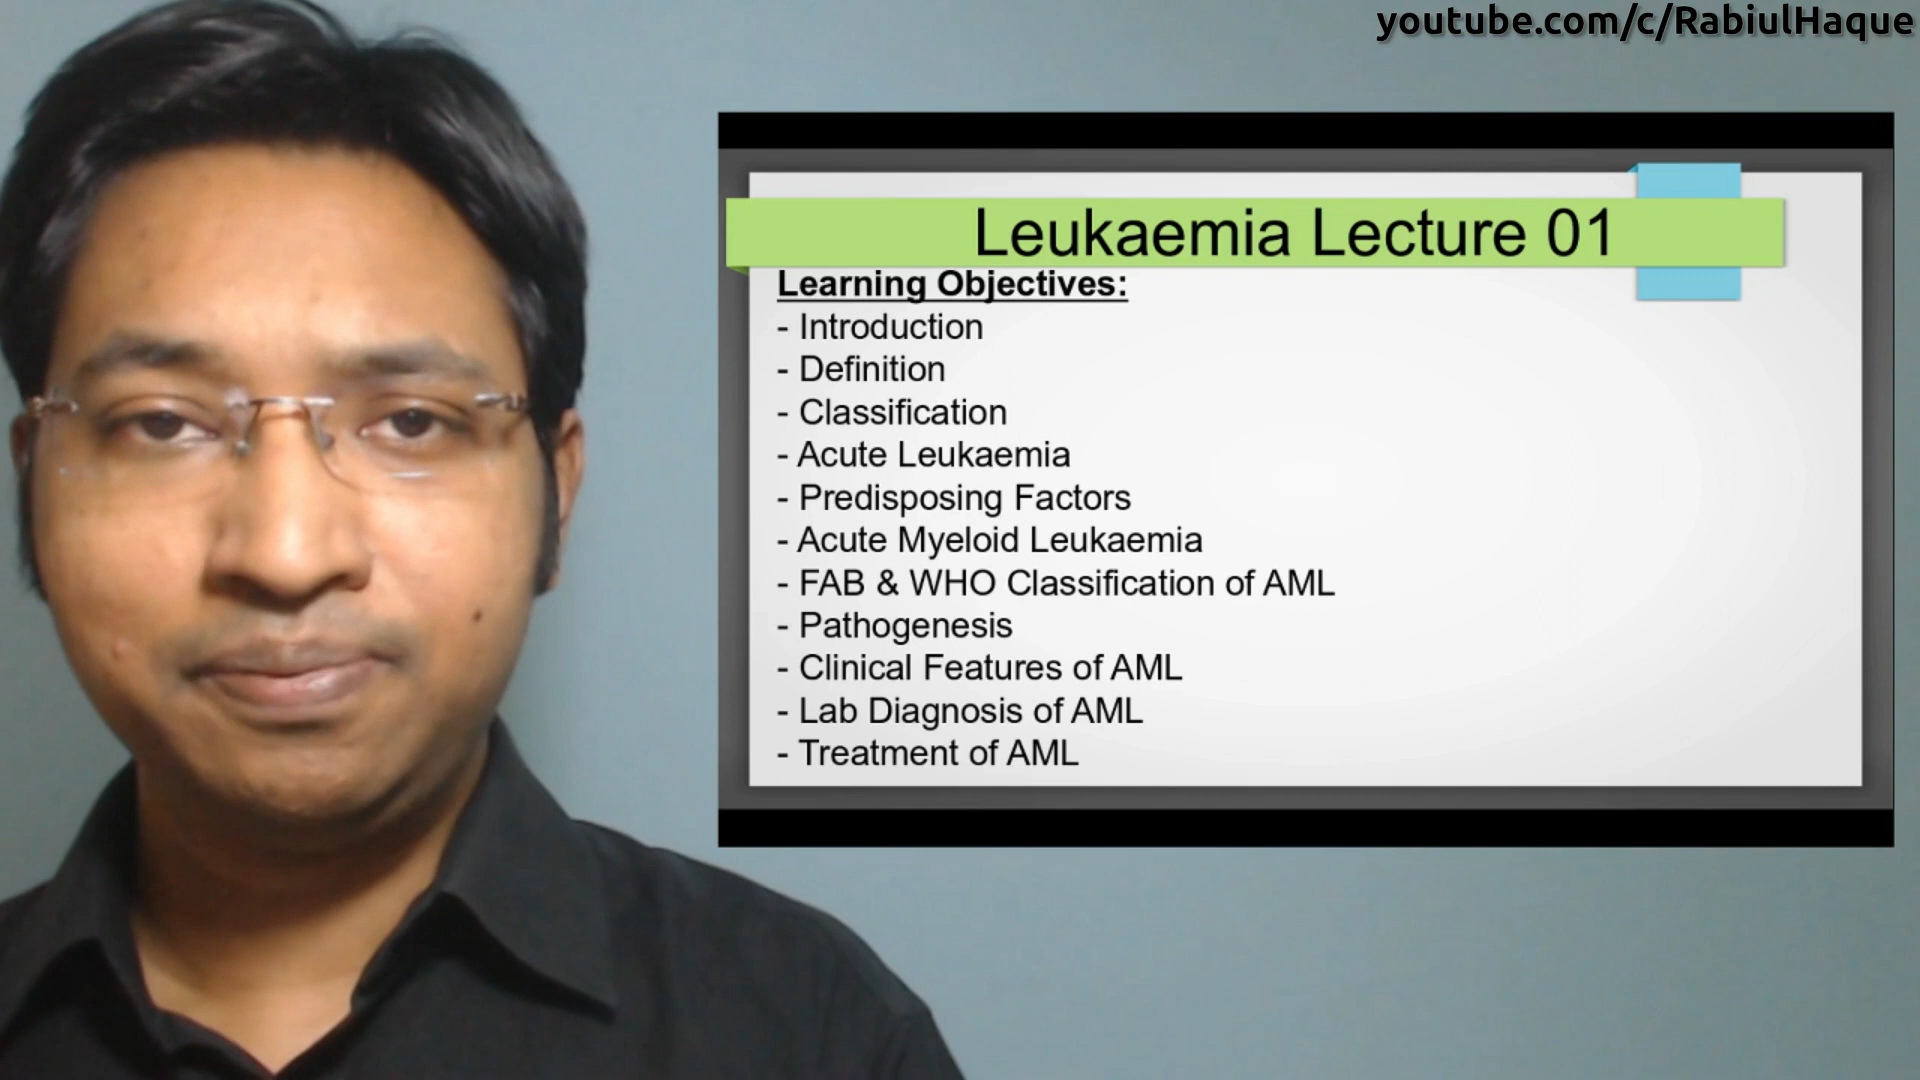 youtube.com/c/RabiulHaque
Leukaemia Lecture 01
Learning Objectives:
- Introduction
- Definition
- Classification
- Acute Leukaemia
- Predisposing Factors
- Acute Myeloid Leukaemia
- FAB & WHO Classification of AML
- Pathogenesis
- Clinical Features of AML
- Lab Diagnosis of AML
- Treatment of AML